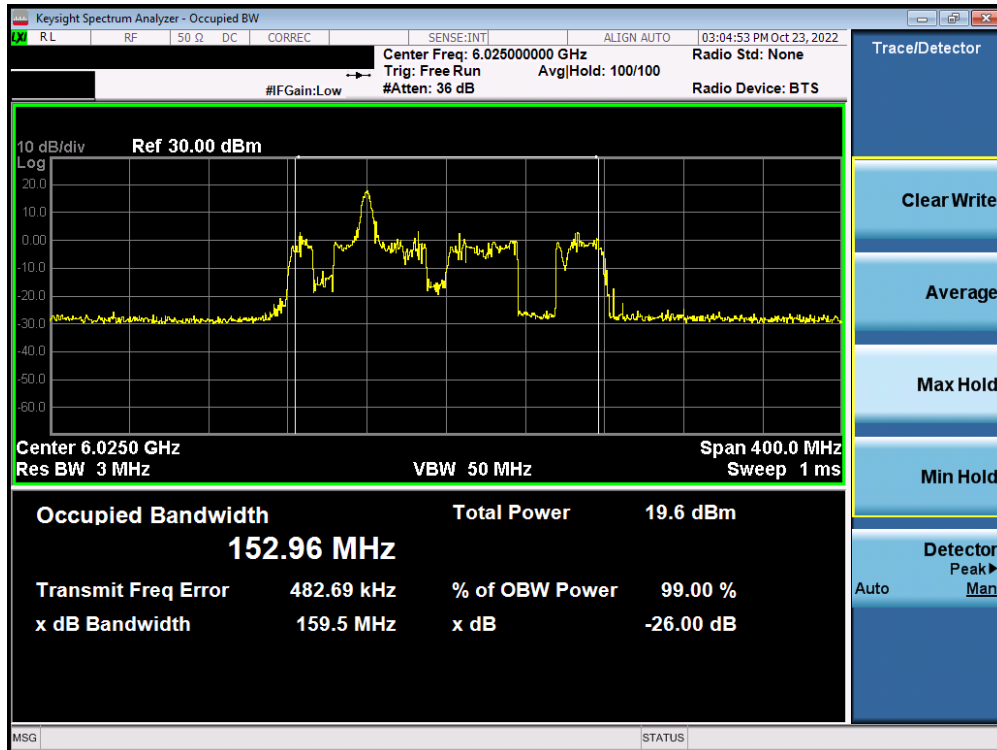 Keysight Spectrum Analyzer - Occupied BW
LXI RL RF 50 Ω DC CORREC SENSE:INT ALIGN AUTO 03:04:53 PM Oct 23, 2022
Center Freq: 6.025000000 GHz Radio Std: None
Trig: Free Run Avg|Hold: 100/100
#IFGain:Low #Atten: 36 dB Radio Device: BTS
Trace/Detector
10 dB/div Ref 30.00 dBm
Log
20.0
10.0
0.00
-10.0
-20.0
-30.0
-40.0
-50.0
-60.0
Center 6.0250 GHz Span 400.0 MHz
Res BW 3 MHz VBW 50 MHz Sweep 1 ms
Occupied Bandwidth Total Power 19.6 dBm
152.96 MHz
Transmit Freq Error 482.69 kHz % of OBW Power 99.00 %
x dB Bandwidth 159.5 MHz x dB -26.00 dB
Clear Write
Average
Max Hold
Min Hold
Detector
Peak▶
Auto Man
MSG STATUS